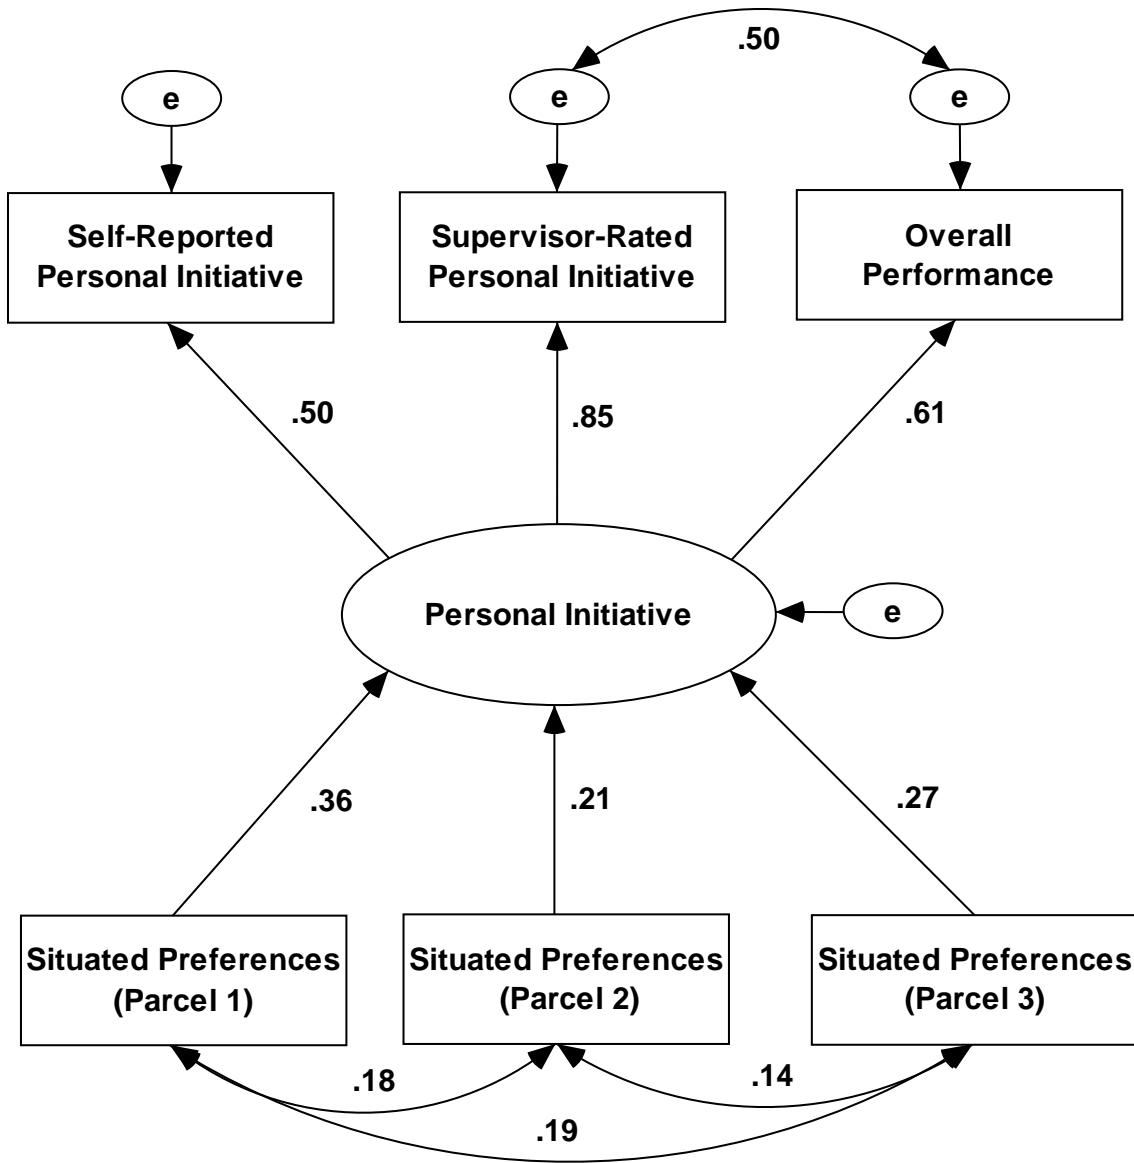 .50
e
e
e
Self-Reported
Personal Initiative
Supervisor-Rated
Personal Initiative
Overall
Performance
.50
.85
.61
Personal Initiative
e
.36
.21
.27
Situated Preferences
(Parcel 1)
Situated Preferences
(Parcel 2)
Situated Preferences
(Parcel 3)
.18
.14
.19